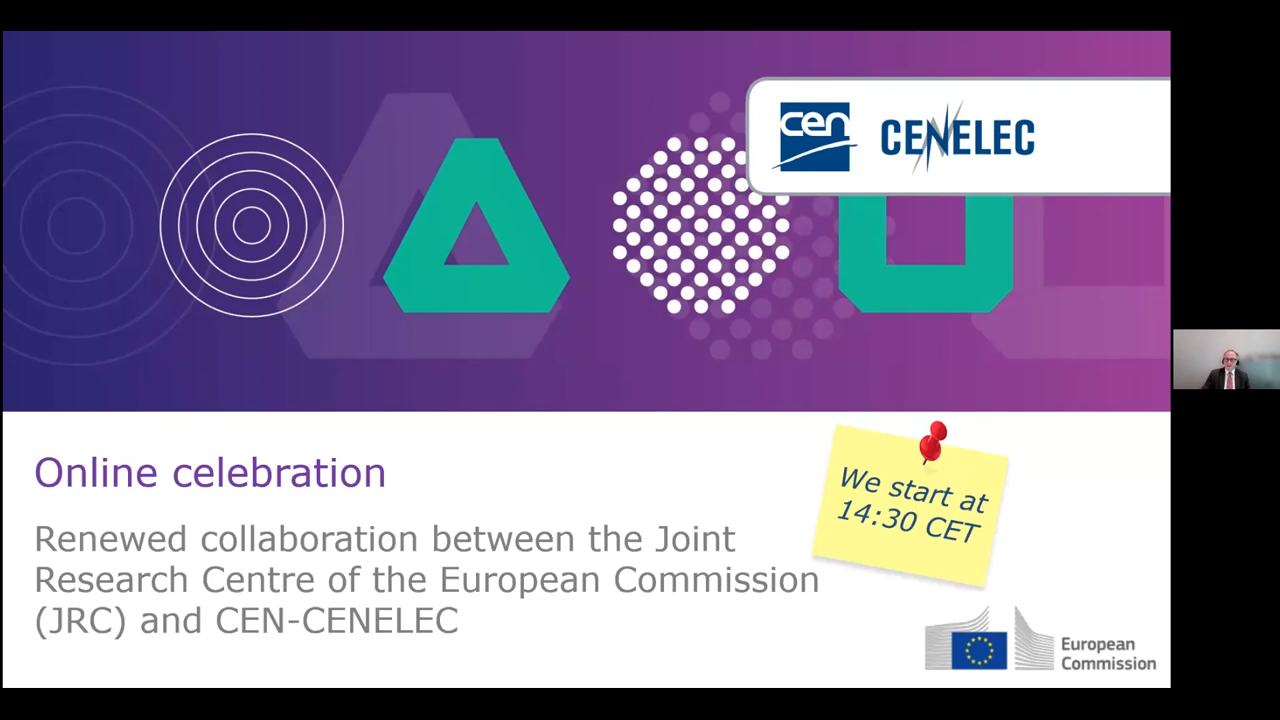 cen
CENELEC
Online celebration
We start at
14:30 CET
Renewed collaboration between the Joint
Research Centre of the European Commission
(JRC) and CEN-CENELEC
European
Commission